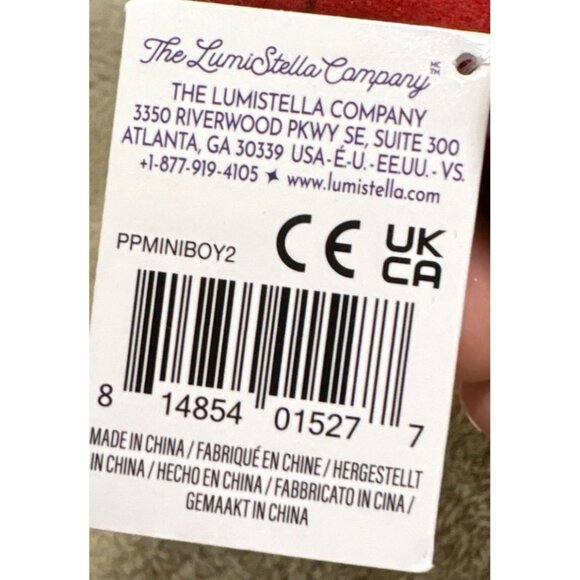 The LumiStella Company MC TM
THE LUMISTELLA COMPANY
3350 RIVERWOOD PKWY SE, SUITE 300
ATLANTA, GA 30339 USA-É-U.-EE.UU.-VS.
+1-877-919-4105 ✦ www.lumistella.com
PPMINIBOY2
CE UK
CA
8 14854 01527 7
MADE IN CHINA / FABRIQUÉ EN CHINE / HERGESTELLT
IN CHINA / HECHO EN CHINA / FABBRICATO IN CINA /
GEMAAKT IN CHINA